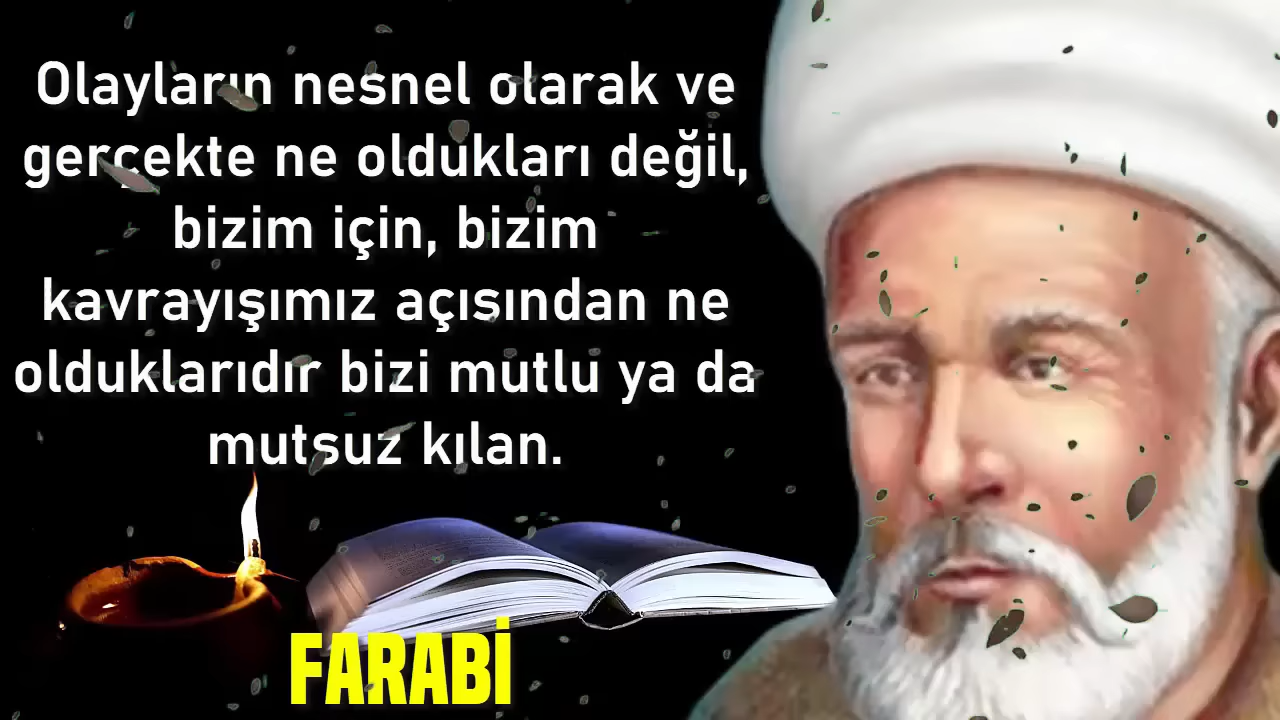 Olayların nesnel olarak ve
gerçekte ne oldukları değil,
bizim için, bizim
kavrayışımız açısından ne
olduklarıdır bizi mutlu ya da
mutsuz kılan.
FARABİ